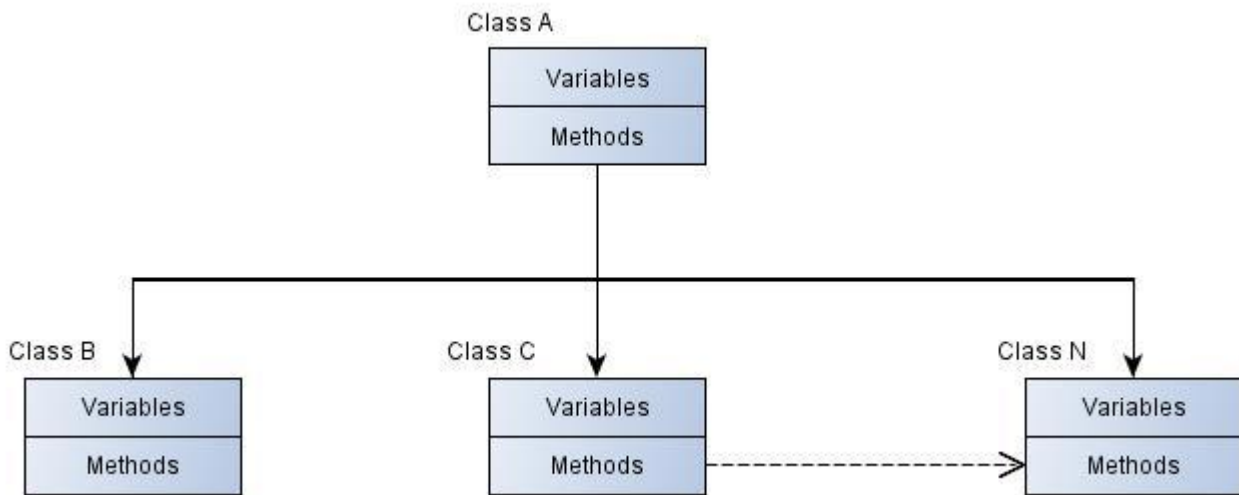 Class A
Variables
Methods
Class B
Class C
Class N
Variables
Variables
Variables
Methods
Methods
Methods